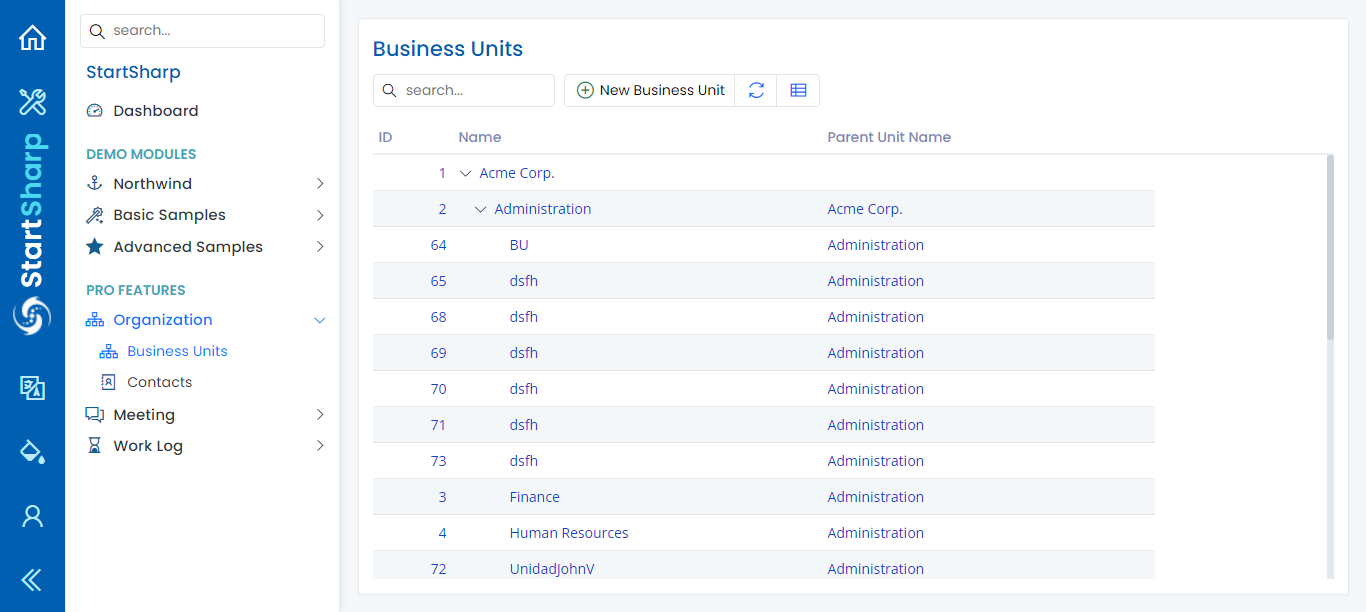 StartSharp
search...
StartSharp
Dashboard
DEMO MODULES
Northwind
Basic Samples
Advanced Samples
PRO FEATURES
Organization
Business Units
Contacts
Meeting
Work Log
Business Units
search...
New Business Unit
ID Name Parent Unit Name
1 Acme Corp.
2 Administration Acme Corp.
64 BU Administration
65 dsfh Administration
68 dsfh Administration
69 dsfh Administration
70 dsfh Administration
71 dsfh Administration
73 dsfh Administration
3 Finance Administration
4 Human Resources Administration
72 UnidadJohnV Administration